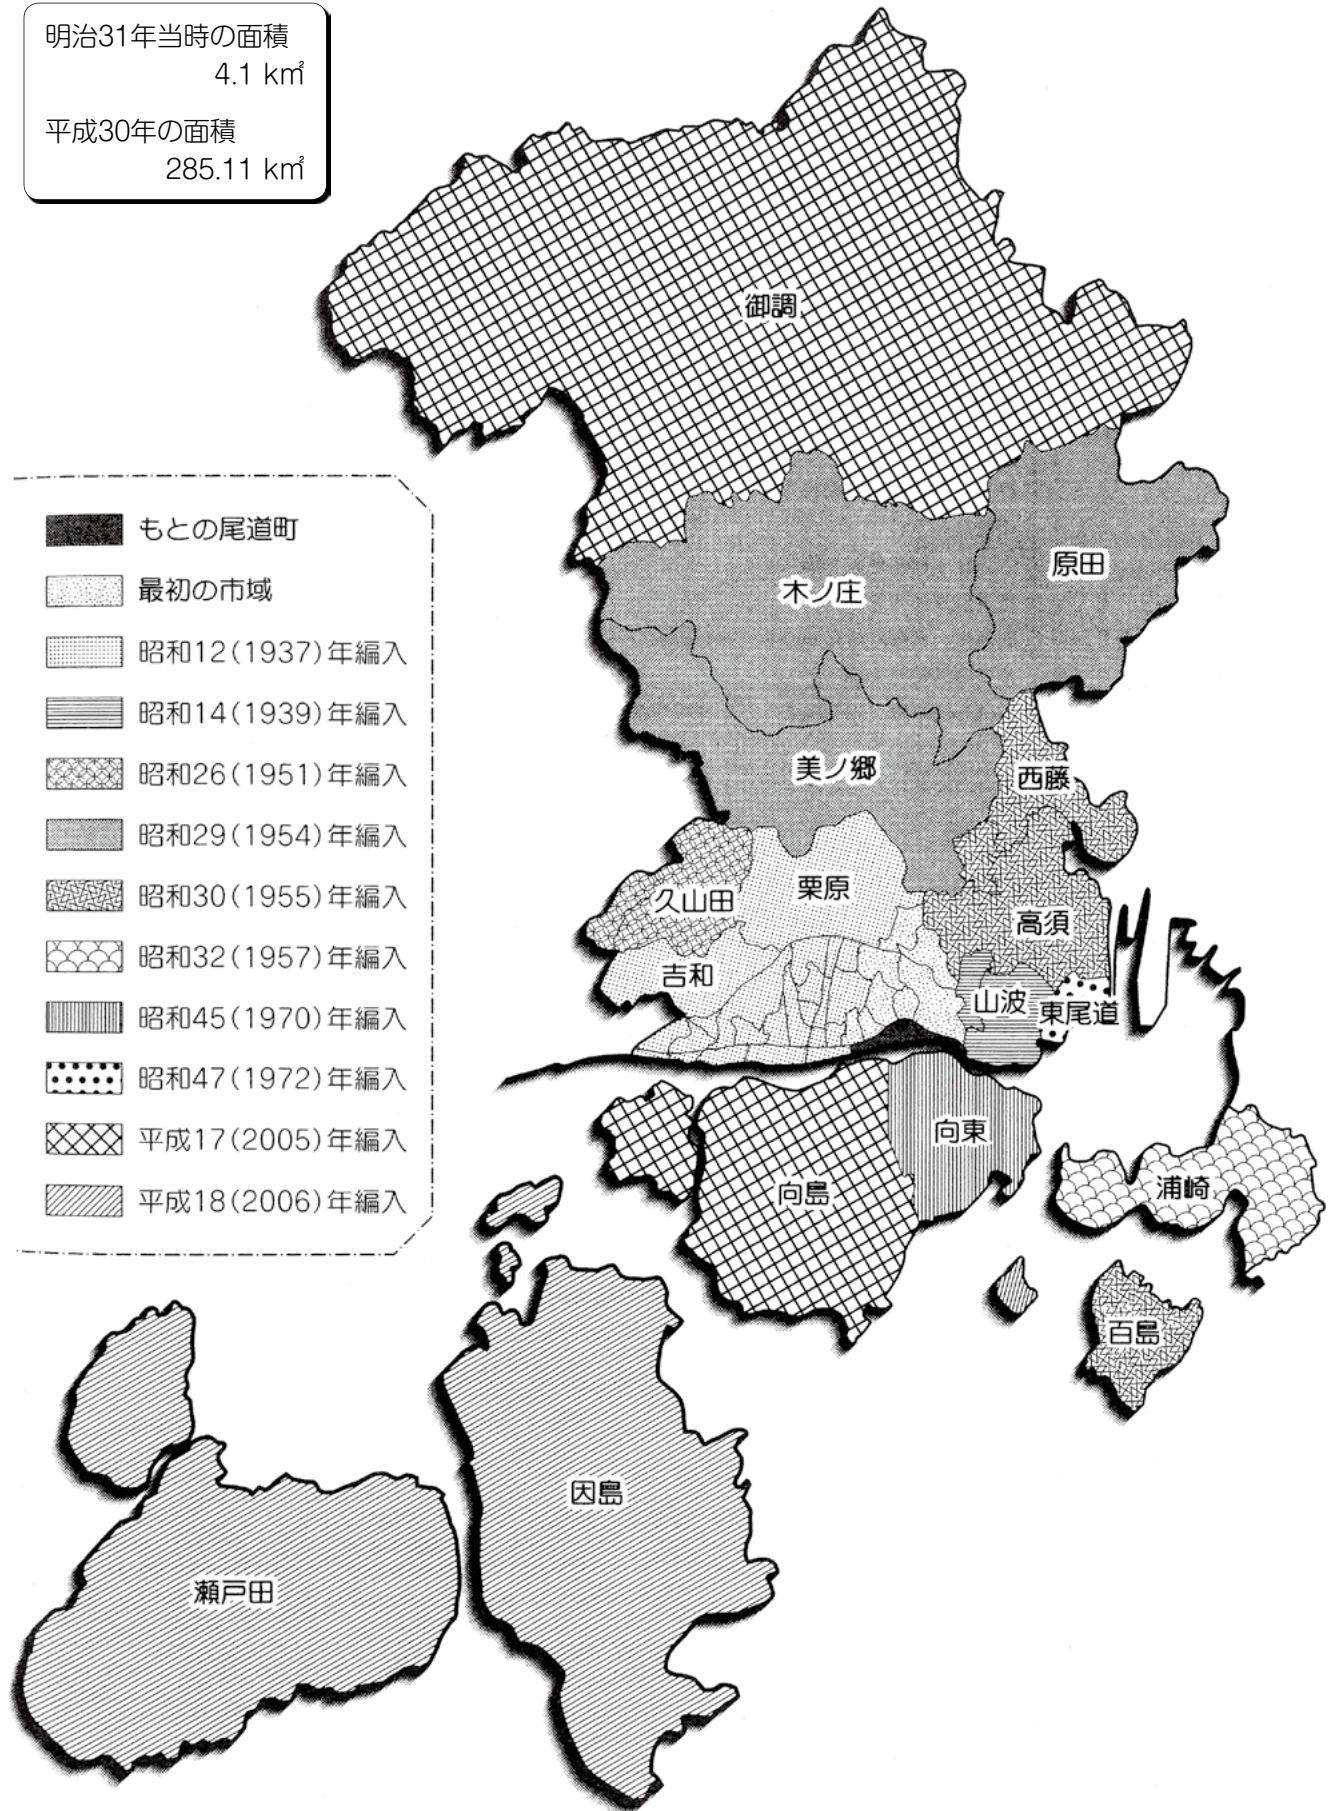 明治31年当時の面積
4.1 km²
平成30年の面積
285.11 km²
御調
もとの尾道町
最初の市域
昭和12(1937)年編入
昭和14(1939)年編入
昭和26(1951)年編入
昭和29(1954)年編入
昭和30(1955)年編入
昭和32(1957)年編入
昭和45(1970)年編入
昭和47(1972)年編入
平成17(2005)年編入
平成18(2006)年編入
原田
木ノ庄
美ノ郷
西藤
栗原
久山田
高須
吉和
山波
東尾道
向東
向島
浦崎
百島
因島
瀬戸田